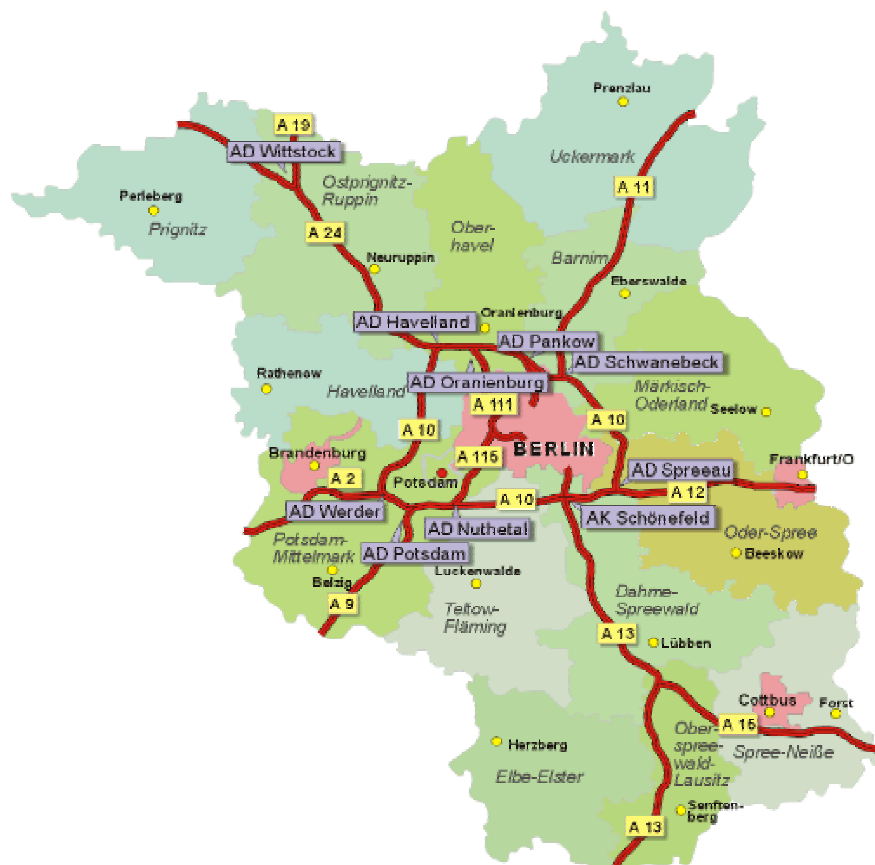 Prenzlau
A 19
AD Wittstock
Uckermark
Ostprignitz-
Ruppin
A 11
Perleberg
Prignitz
Ober-
havel
A 24
Neuruppin
Barnim
Eberswalde
Oranienburg
AD Havelland
AD Pankow
AD Schwanebeck
Rathenow
Havelland
AD Oranienburg
Märkisch-
Oderland
A 111
Seelow
A 10
A 10
Brandenburg
A 115
BERLIN
Frankfurt/O
A 2
Potsdam
AD Spreeau
A 10
A 12
AD Werder
AD Nuthetal
AK Schönefeld
Potsdam-
Mittelmark
AD Potsdam
Oder-Spree
Beeskow
Belzig
Luckenwalde
A 9
Teltow-
Fläming
Dahme-
Spreewald
A 13
Lübben
Cottbus
Forst
A 15
Ober-
spree-
wald-
Lausitz
Spree-Neiße
Herzberg
Elbe-Elster
Senften-
berg
A 13